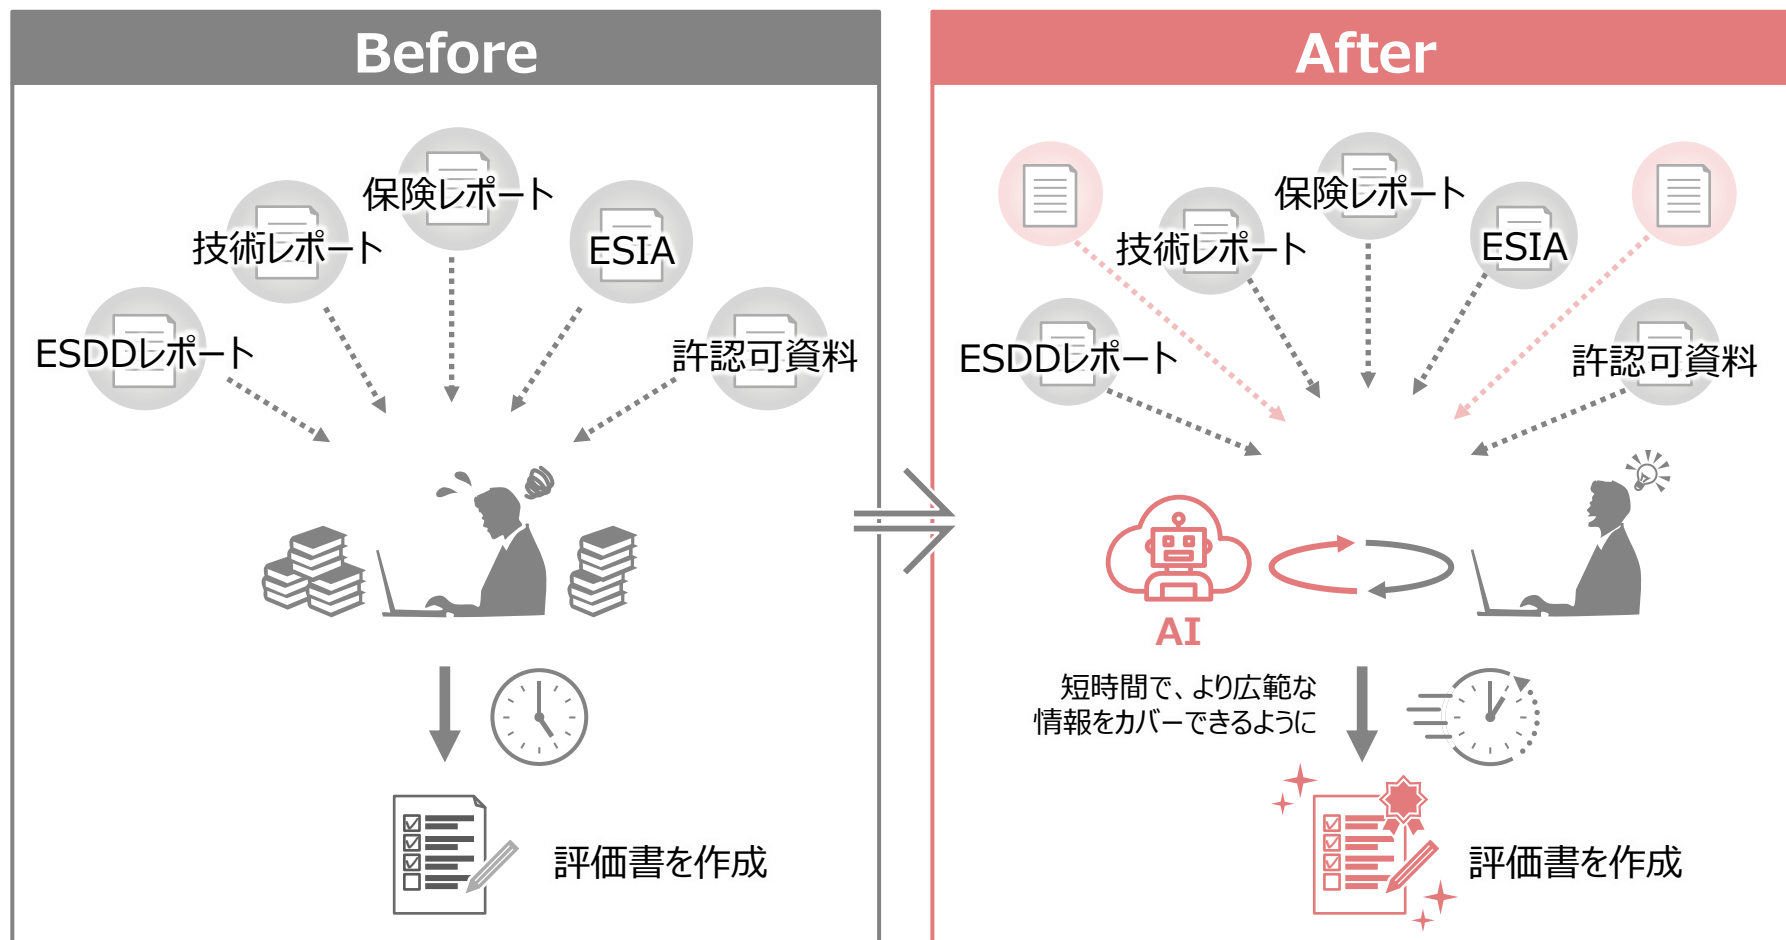 Before
保険レポート
技術レポート
ESIA
ESDDレポート
許認可資料
評価書を作成
After
保険レポート
技術レポート
ESIA
ESDDレポート
許認可資料
AI
短時間で、より広範な
情報をカバーできるように
評価書を作成